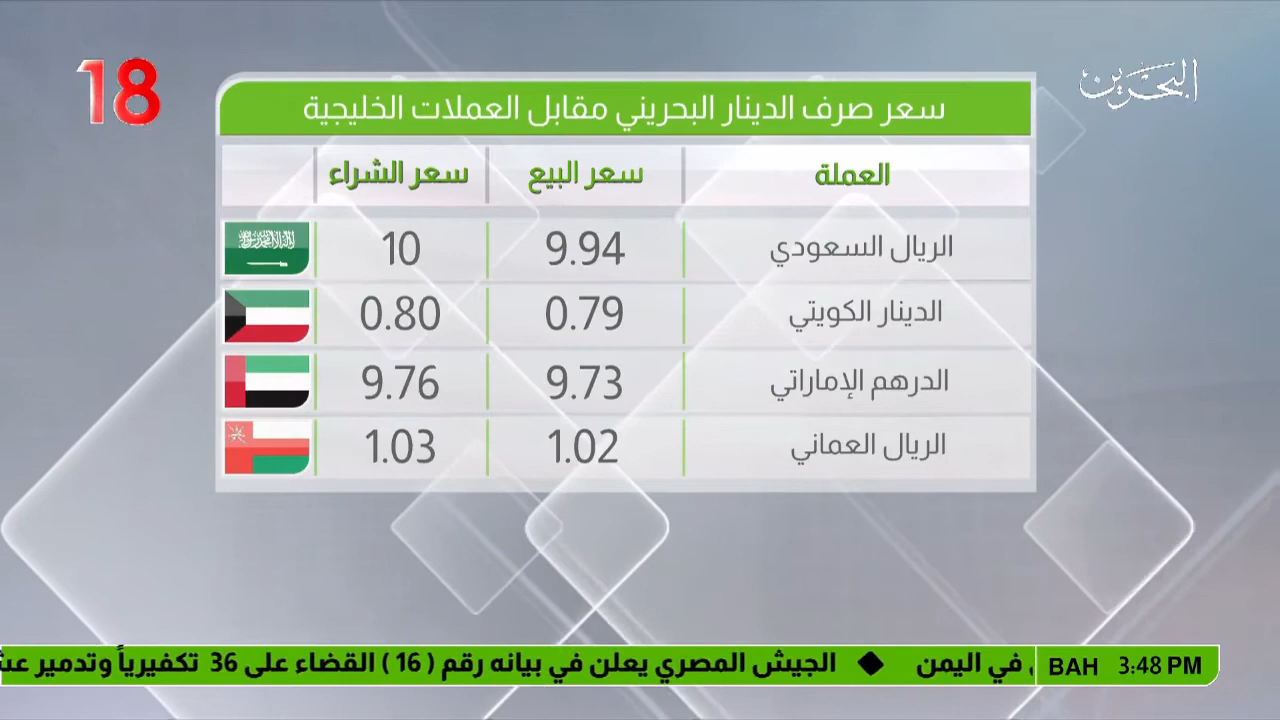 18
البحرين
سعر صرف الدينار البحريني مقابل العملات الخليجية
العملة سعر البيع سعر الشراء
الريال السعودي 9.94 10
الدينار الكويتي 0.79 0.80
الدرهم الإماراتي 9.73 9.76
الريال العماني 1.02 1.03
BAH 3:48 PM
في اليمن ◆ الجيش المصري يعلن في بيانه رقم ( 16 ) القضاء على 36 تكفيرياً وتدمير